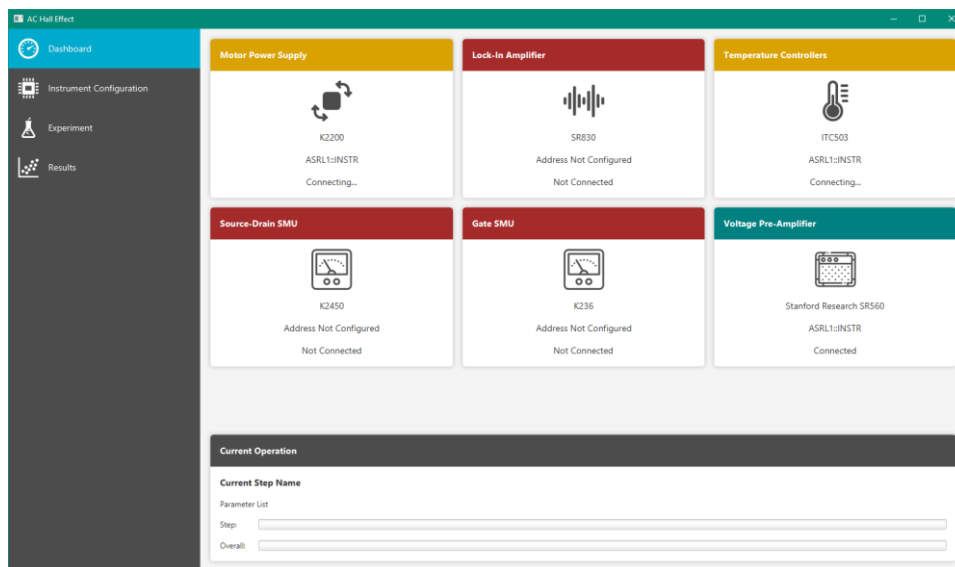 AC Hall Effect
Dashboard
Instrument Configuration
Experiment
Results
Motor Power Supply
K2200
ASRL1::INSTR
Connecting...
Lock-In Amplifier
SR830
Address Not Configured
Not Connected
Temperature Controllers
ITC503
ASRL1::INSTR
Connecting...
Source-Drain SMU
K2450
Address Not Configured
Not Connected
Gate SMU
K236
Address Not Configured
Not Connected
Voltage Pre-Amplifier
Stanford Research SR560
ASRL1::INSTR
Connected
Current Operation
Current Step Name
Parameter List
Step:
Overall: